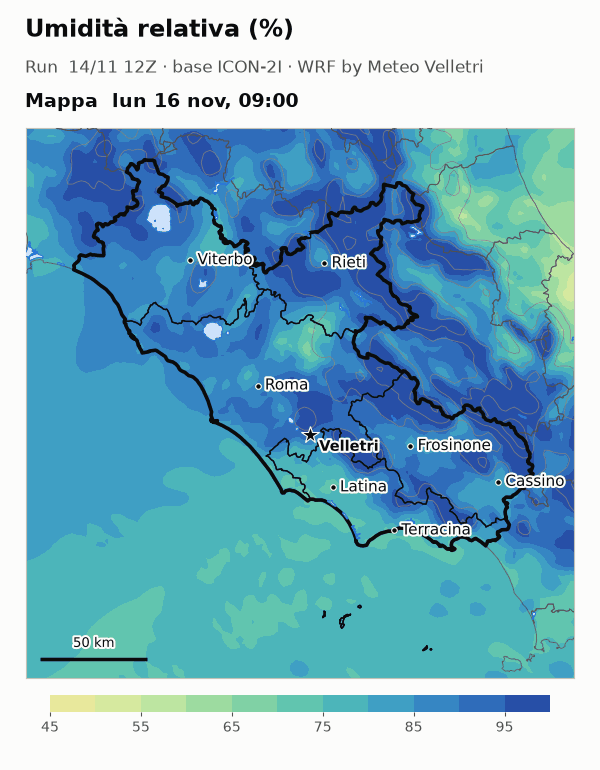 Umidità relativa (%)
Run  14/11 12Z · base ICON-2I · WRF by Meteo Velletri
Mappa  lun 16 nov, 09:00
Viterbo
Rieti
Roma
Velletri
Frosinone
Cassino
Latina
Terracina
50 km
45 55 65 75 85 95